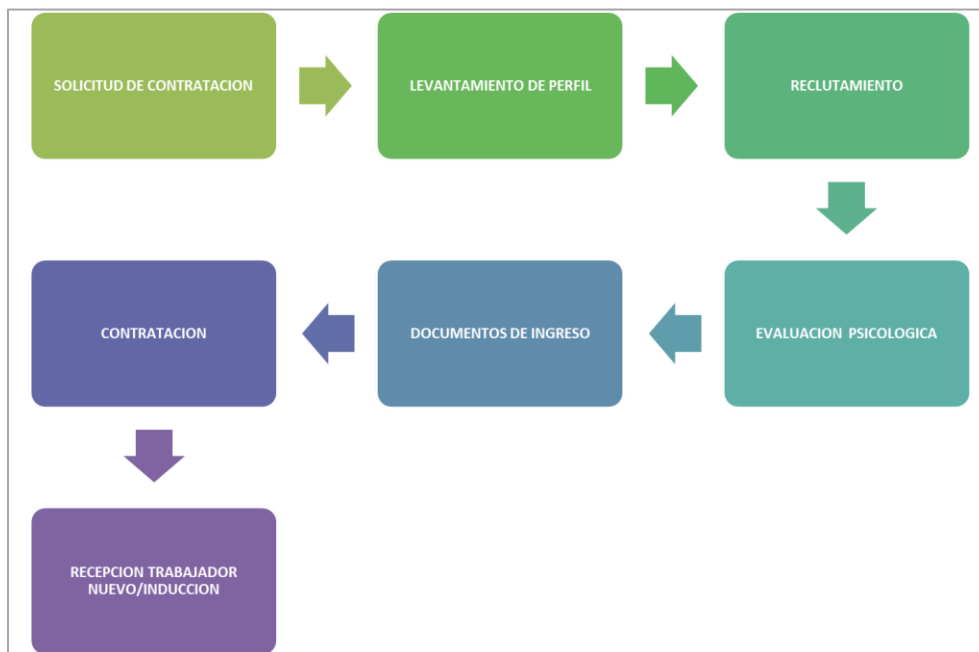 SOLICITUD DE CONTRATACION
LEVANTAMIENTO DE PERFIL
RECLUTAMIENTO
EVALUACION PSICOLOGICA
DOCUMENTOS DE INGRESO
CONTRATACION
RECEPCION TRABAJADOR
NUEVO/INDUCCION